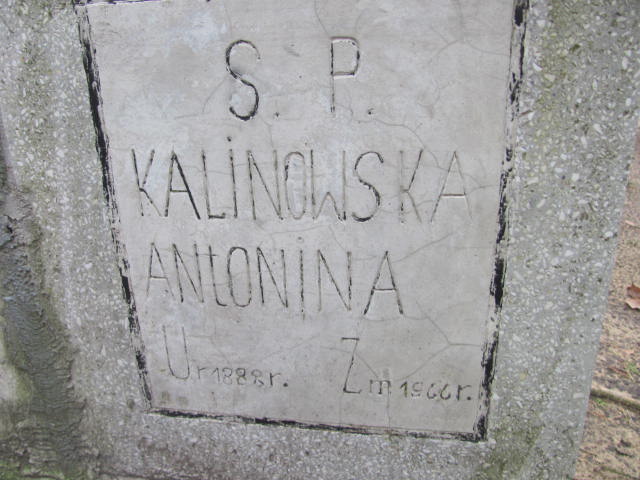 S. P.
KALINOWSKA
ANTONINA
Ur 1888 r. Zm 1966 r.